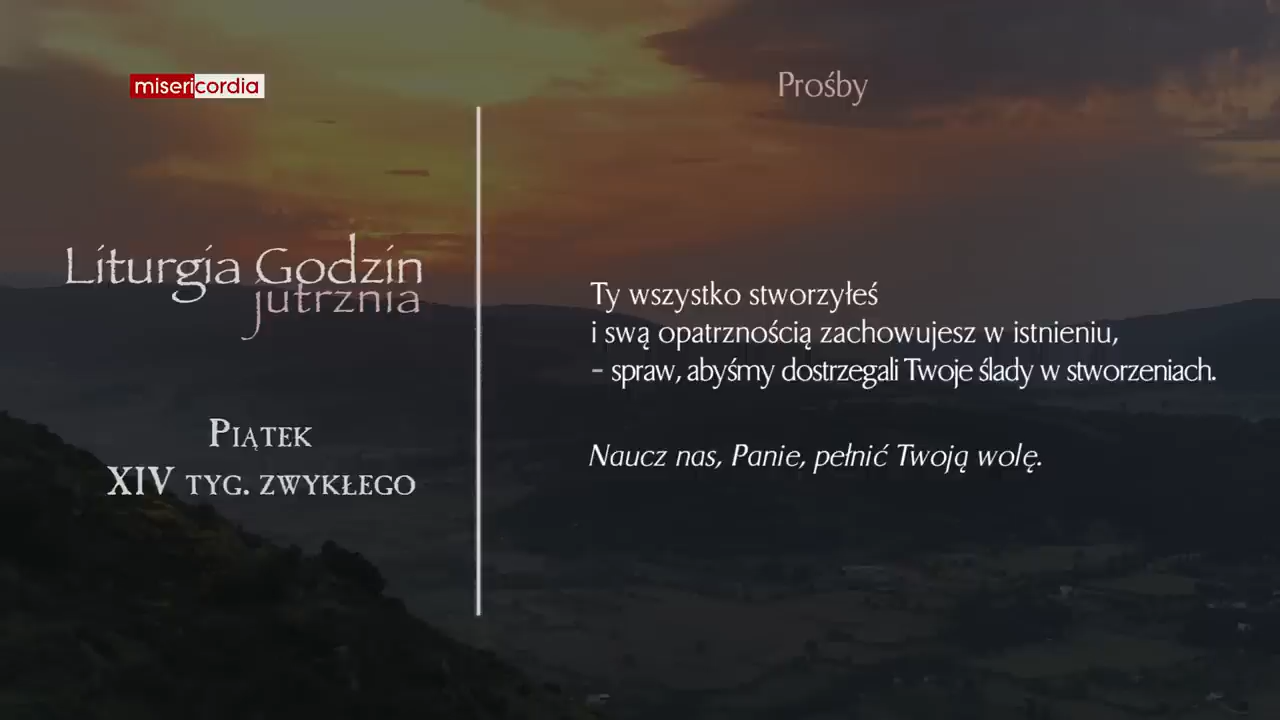 misericordia
Liturgia Godzin
jutrznia
Piątek
XIV tyg. zwykłego
Prośby
Ty wszystko stworzyłeś
i swą opatrznością zachowujesz w istnieniu,
- spraw, abyśmy dostrzegali Twoje ślady w stworzeniach.
Naucz nas, Panie, pełnić Twoją wolę.